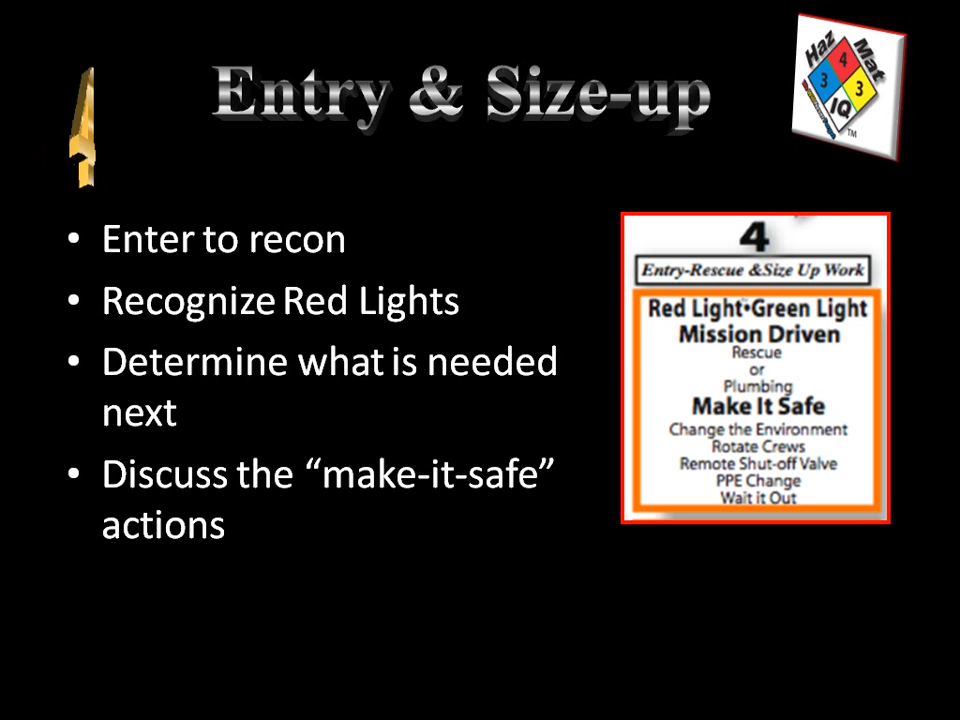 Entry & Size-up
Haz Mat
4
3
3
IQ
TM
• Enter to recon
• Recognize Red Lights
• Determine what is needed
next
• Discuss the “make-it-safe”
actions
4
Entry-Rescue &Size Up Work
Red Light•Green Light
Mission Driven
Rescue
or
Plumbing
Make It Safe
Change the Environment
Rotate Crews
Remote Shut-off Valve
PPE Change
Wait it Out